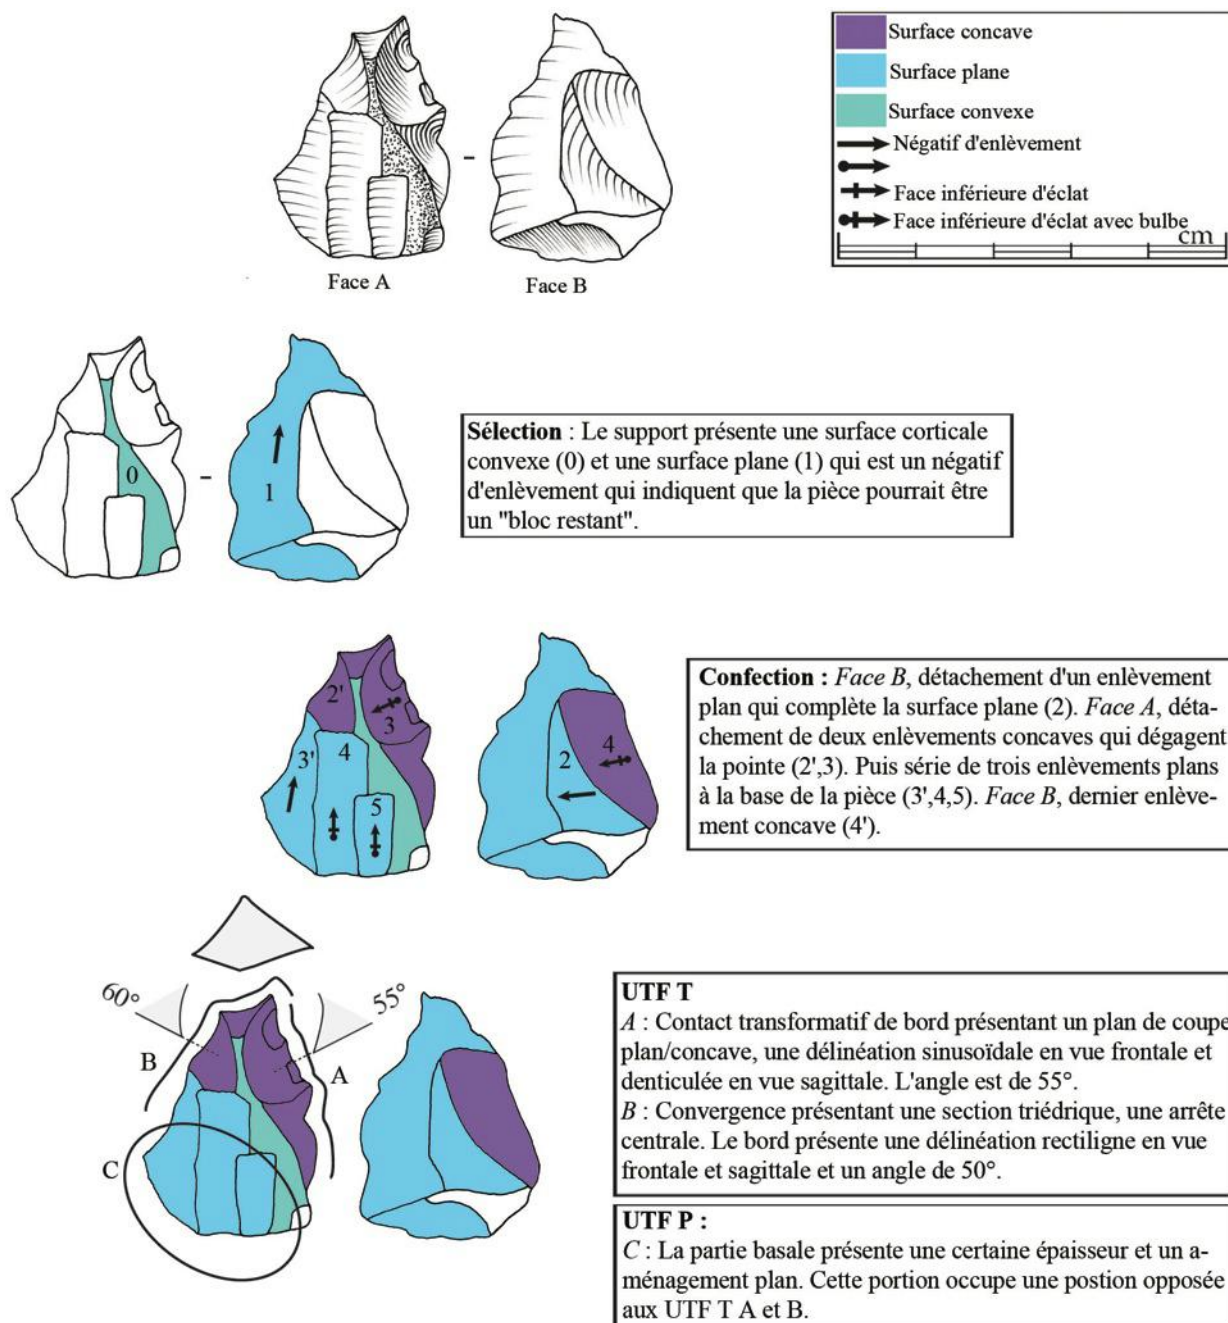 Surface concave
Surface plane
Surface convexe
Négatif d'enlèvement
Face inférieure d'éclat
Face inférieure d'éclat avec bulbe
cm
Face A
Face B
0
1
Sélection : Le support présente une surface corticale
convexe (0) et une surface plane (1) qui est un négatif
d'enlèvement qui indiquent que la pièce pourrait être
un "bloc restant".
2'
3
3'
4
5
2
4
Confection : Face B, détachement d'un enlèvement
plan qui complète la surface plane (2). Face A, déta-
chement de deux enlèvements concaves qui dégagent
la pointe (2',3). Puis série de trois enlèvements plans
à la base de la pièce (3',4,5). Face B, dernier enlève-
ment concave (4').
60°
55°
B
A
C
UTF T
A : Contact transformatif de bord présentant un plan de coupe
plan/concave, une délinéation sinusoïdale en vue frontale et
denticulée en vue sagittale. L'angle est de 55°.
B : Convergence présentant une section triédrique, une arrête
centrale. Le bord présente une délinéation rectiligne en vue
frontale et sagittale et un angle de 50°.
UTF P :
C : La partie basale présente une certaine épaisseur et un a-
ménagement plan. Cette portion occupe une postion opposée
aux UTF T A et B.